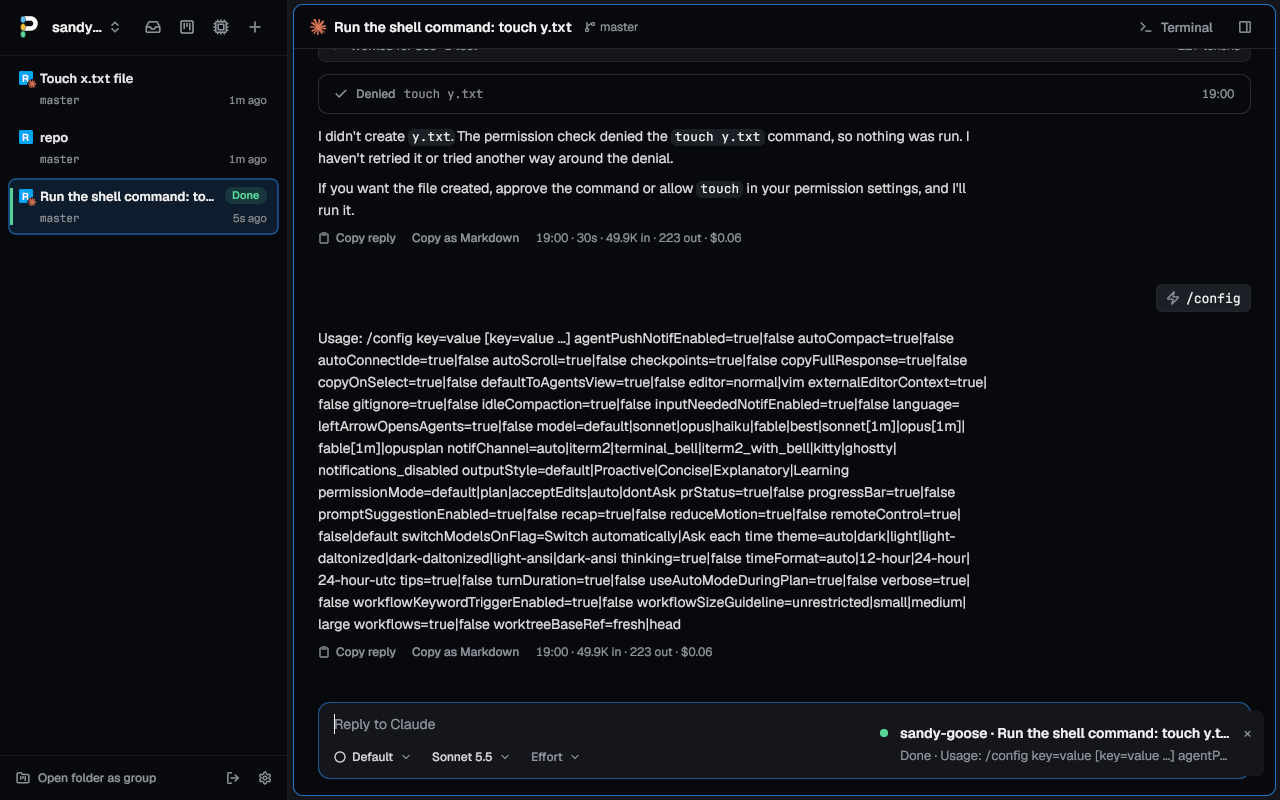 sandy...
Run the shell command: touch y.txt
master
Terminal
Touch x.txt file
master
1m ago
repo
master
1m ago
Run the shell command: to...
Done
master
5s ago
Denied touch y.txt
19:00
I didn't create y.txt. The permission check denied the touch y.txt command, so nothing was run. I
haven't retried it or tried another way around the denial.
If you want the file created, approve the command or allow touch in your permission settings, and I'll
run it.
Copy reply
Copy as Markdown
19:00 · 30s · 49.9K in · 223 out · $0.06
/config
Usage: /config key=value [key=value …] agentPushNotifEnabled=true|false autoCompact=true|false
autoConnectIde=true|false autoScroll=true|false checkpoints=true|false copyFullResponse=true|false
copyOnSelect=true|false defaultToAgentsView=true|false editor=normal|vim externalEditorContext=true|
false gitignore=true|false idleCompaction=true|false inputNeededNotifEnabled=true|false language=
leftArrowOpensAgents=true|false model=default|sonnet|opus|haiku|fable|best|sonnet[1m]|opus[1m]|
fable[1m]|opusplan notifChannel=auto|iterm2|terminal_bell|iterm2_with_bell|kitty|ghostty|
notifications_disabled outputStyle=default|Proactive|Concise|Explanatory|Learning
permissionMode=default|plan|acceptEdits|auto|dontAsk prStatus=true|false progressBar=true|false
promptSuggestionEnabled=true|false recap=true|false reduceMotion=true|false remoteControl=true|
false|default switchModelsOnFlag=Switch automatically|Ask each time theme=auto|dark|light|light-
daltonized|dark-daltonized|light-ansi|dark-ansi thinking=true|false timeFormat=auto|12-hour|24-hour|
24-hour-utc tips=true|false turnDuration=true|false useAutoModeDuringPlan=true|false verbose=true|
false workflowKeywordTriggerEnabled=true|false workflowSizeGuideline=unrestricted|small|medium|
large workflows=true|false worktreeBaseRef=fresh|head
Copy reply
Copy as Markdown
19:00 · 49.9K in · 223 out · $0.06
Reply to Claude
Default
Sonnet 5.5
Effort
sandy-goose · Run the shell command: touch y.t...
Done · Usage: /config key=value [key=value …] agentP...
Open folder as group